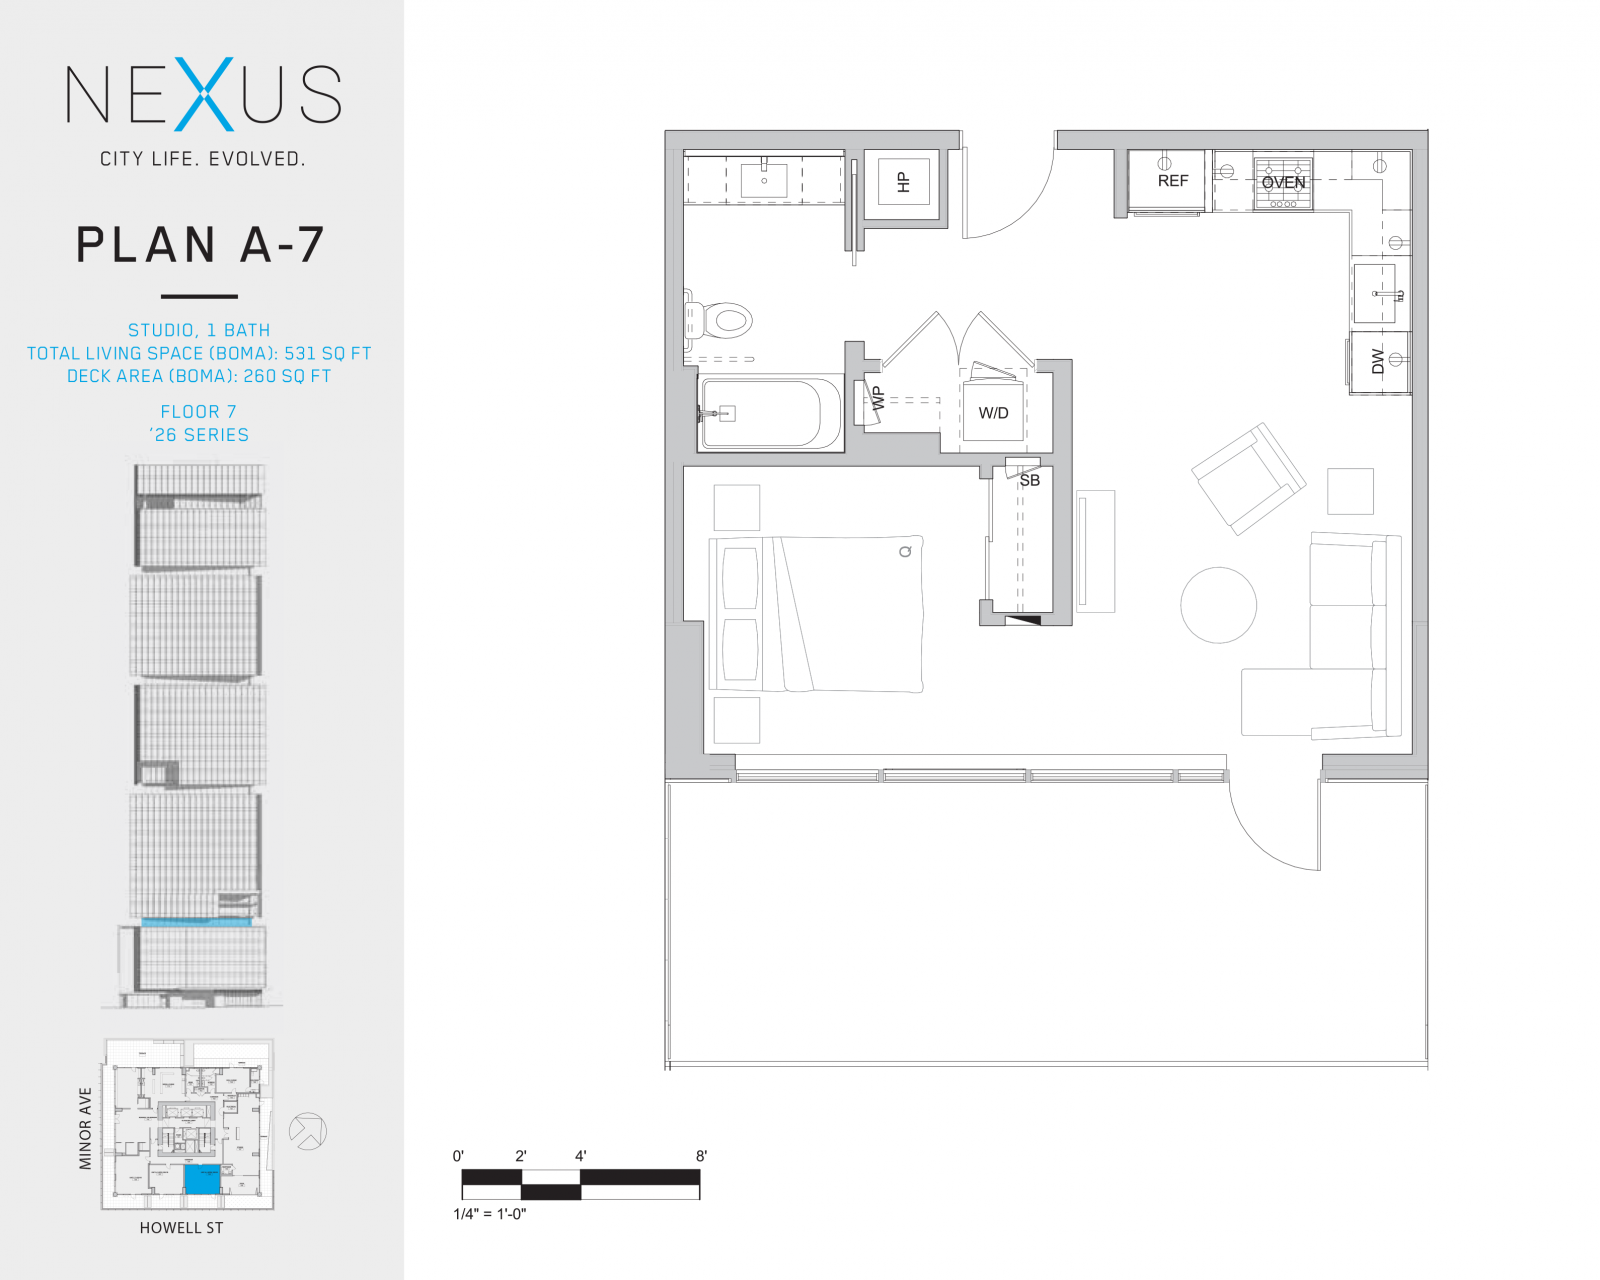 NEXUS
CITY LIFE. EVOLVED.
PLAN A-7
STUDIO, 1 BATH
TOTAL LIVING SPACE (BOMA): 531 SQ FT
DECK AREA (BOMA): 260 SQ FT
FLOOR 7
’26 SERIES
MINOR AVE
HOWELL ST
HP
REF
OVEN
DW
WP
W/D
SB
Q
0' 2' 4' 8'
1/4" = 1'-0"